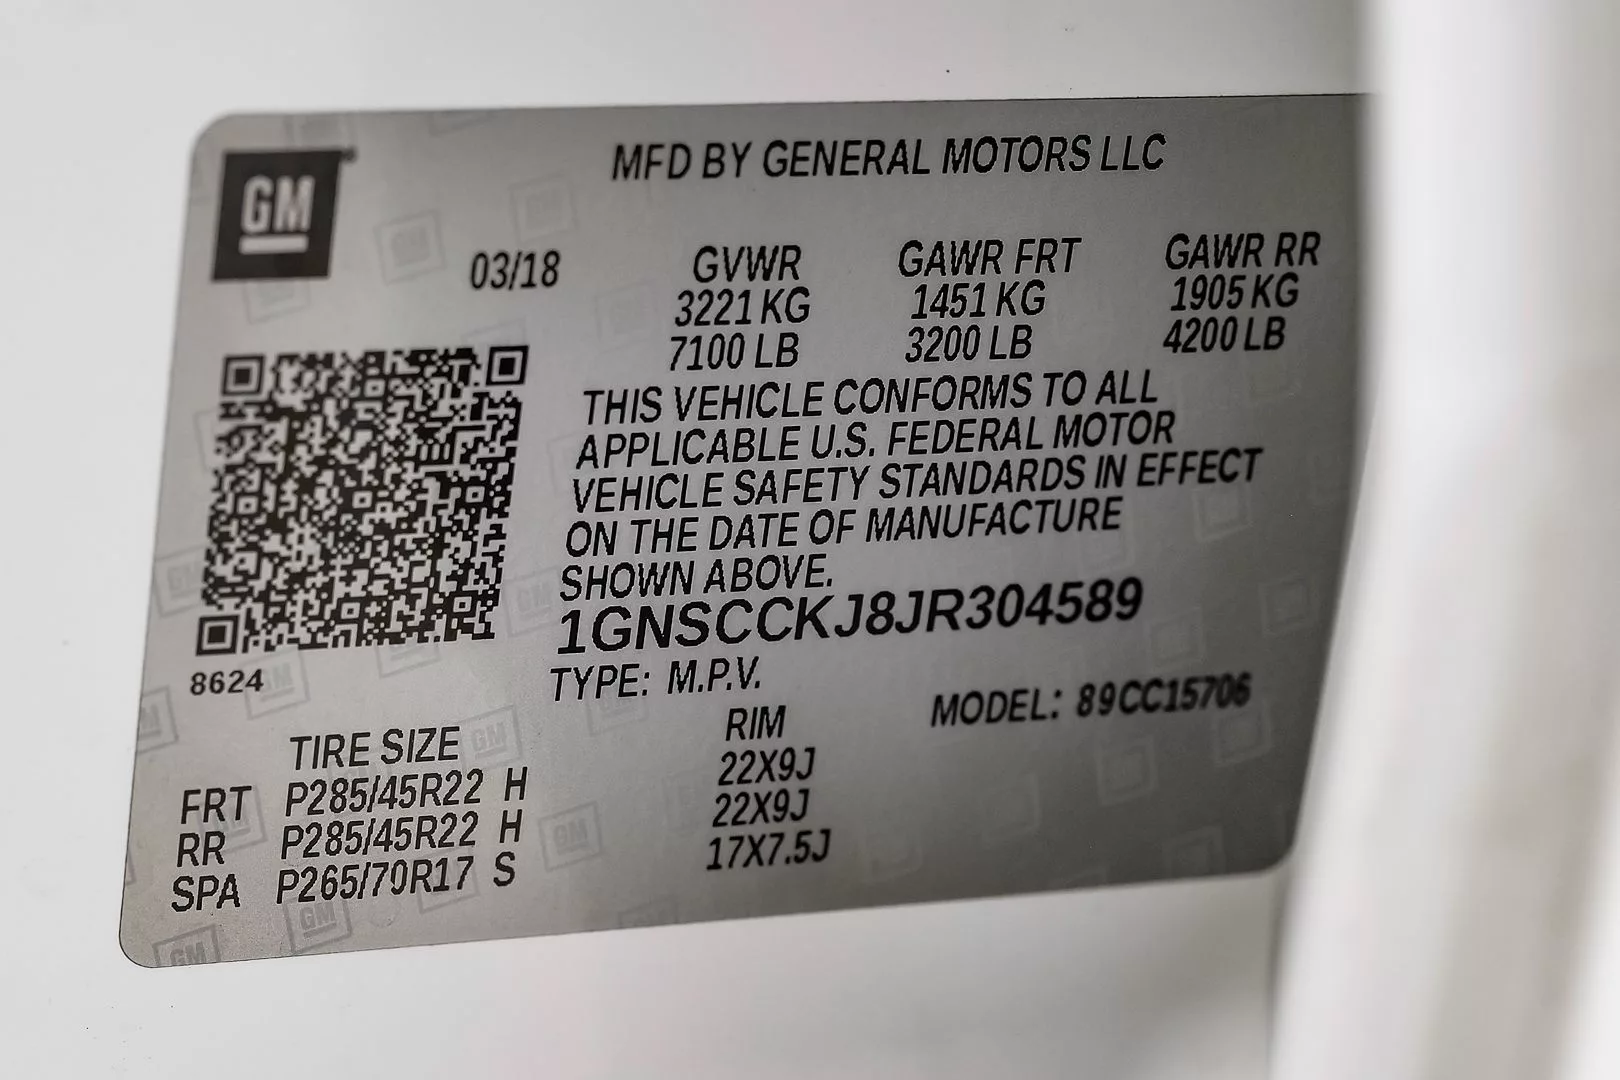 GM
MFD BY GENERAL MOTORS LLC
03/18 GVWR GAWR FRT GAWR RR
3221 KG 1451 KG 1905 KG
7100 LB 3200 LB 4200 LB
THIS VEHICLE CONFORMS TO ALL
APPLICABLE U.S. FEDERAL MOTOR
VEHICLE SAFETY STANDARDS IN EFFECT
ON THE DATE OF MANUFACTURE
SHOWN ABOVE.
1GNSCCKJ8JR304589
8624
TYPE: M.P.V.
MODEL: 89CC15706
TIRE SIZE RIM
FRT P285/45R22 H 22X9J
RR P285/45R22 H 22X9J
SPA P265/70R17 S 17X7.5J